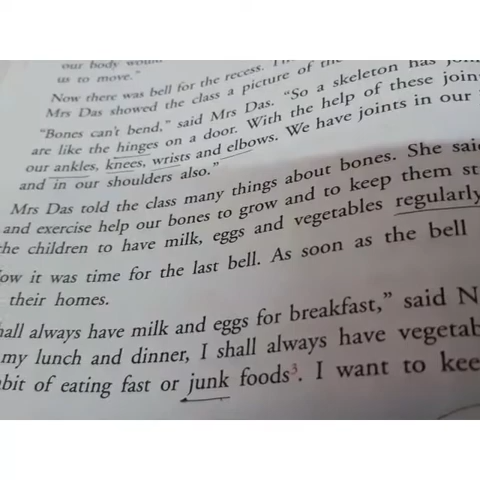 our body woul
us to move."
Now there was bell for the recess.
Mrs Das showed the class a picture of
"Bones can't bend," said Mrs Das. "So a skeleton has
are like the hinges on a door. With the help of these join
our ankles, knees, wrists and elbows. We have joints in our
and in our shoulders also."
Mrs Das told the class many things about bones. She sai
and exercise help our bones to grow and to keep them st
the children to have milk, eggs and vegetables regularly
ow it was time for the last bell. As soon as the bell
their homes.
hall always have milk and eggs for breakfast," said N
my lunch and dinner, I shall always have vegetab
bit of eating fast or junk foods3. I want to kee